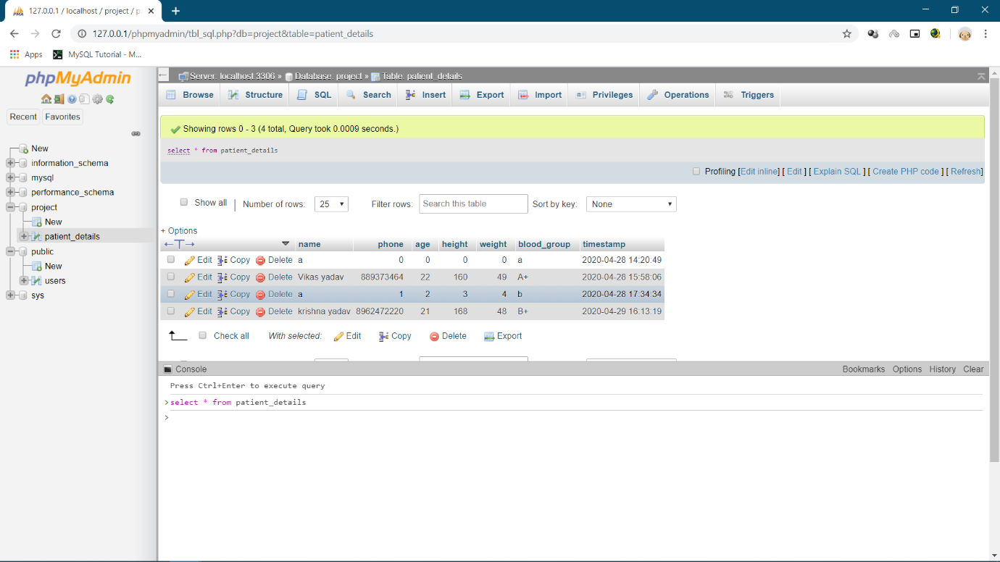 127.0.0.1 / localhost / project / p
127.0.0.1/phpmyadmin/tbl_sql.php?db=project&table=patient_details
Apps MySQL Tutorial - M...
phpMyAdmin
Recent Favorites
New
information_schema
mysql
performance_schema
project
New
patient_details
public
New
users
sys
Server: localhost:3306 » Database: project » Table: patient_details
Browse Structure SQL Search Insert Export Import Privileges Operations Triggers
Showing rows 0 - 3 (4 total, Query took 0.0009 seconds.)
select * from patient_details
Profiling [Edit inline] [ Edit ] [ Explain SQL ] [ Create PHP code ] [ Refresh]
Show all | Number of rows: 25 Filter rows: Search this table Sort by key: None
+ Options
name phone age height weight blood_group timestamp
Edit Copy Delete a 0 0 0 0 a 2020-04-28 14:20:49
Edit Copy Delete Vikas yadav 889373464 22 160 49 A+ 2020-04-28 15:58:06
Edit Copy Delete a 1 2 3 4 b 2020-04-28 17:34:34
Edit Copy Delete krishna yadav 8962472220 21 168 48 B+ 2020-04-29 16:13:19
Check all With selected: Edit Copy Delete Export
Console Bookmarks Options History Clear
Press Ctrl+Enter to execute query
>select * from patient_details
>